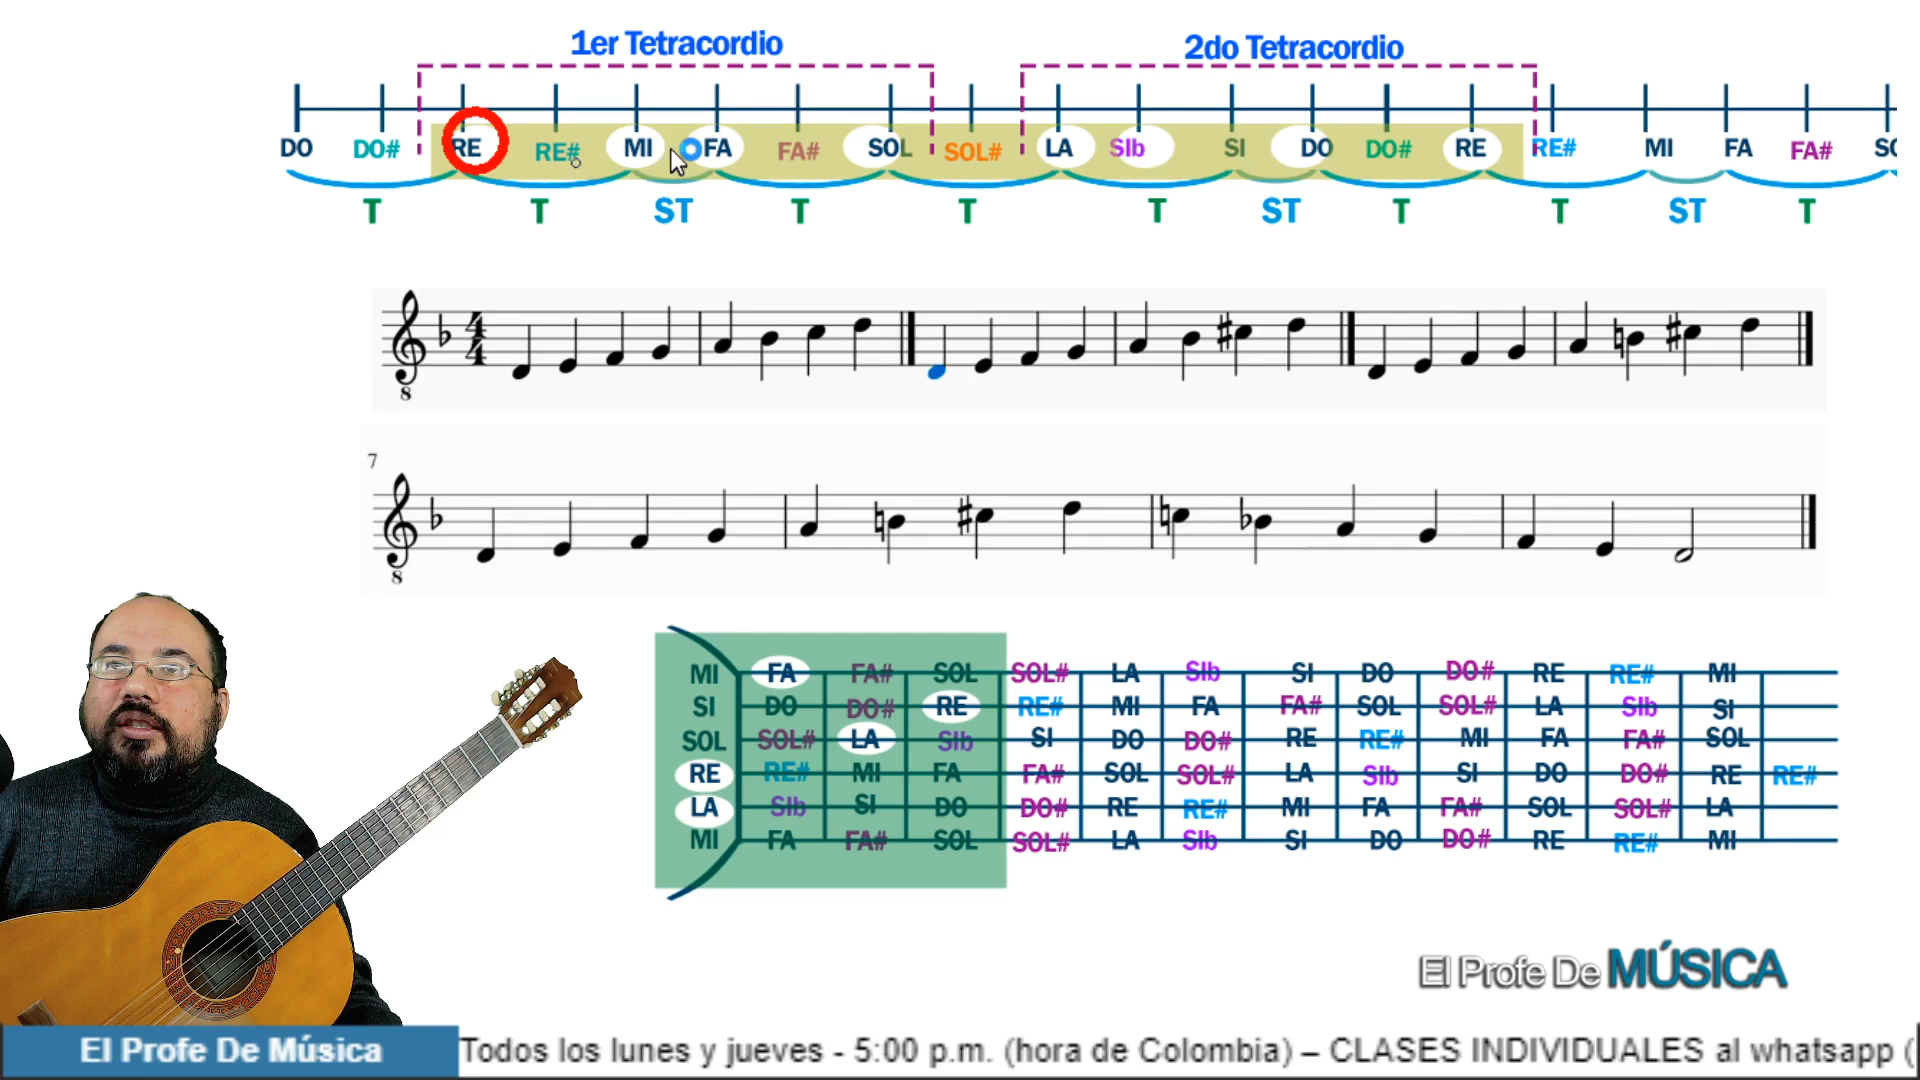 1er Tetracordio 2do Tetracordio
DO DO# RE RE# MI FA FA# SOL SOL# LA SIb SI DO DO# RE RE# MI FA FA# SO
T T ST T T T ST T T ST T
4
4
8
7
8
MI FA FA# SOL SOL# LA SIb SI DO DO# RE RE# MI
SI DO DO# RE RE# MI FA FA# SOL SOL# LA SIb SI
SOL SOL# LA SIb SI DO DO# RE RE# MI FA FA# SOL
RE RE# MI FA FA# SOL SOL# LA SIb SI DO DO# RE RE#
LA SIb SI DO DO# RE RE# MI FA FA# SOL SOL# LA
MI FA FA# SOL SOL# LA SIb SI DO DO# RE RE# MI
El Profe De MÚSICA
El Profe De Música Todos los lunes y jueves - 5:00 p.m. (hora de Colombia) – CLASES INDIVIDUALES al whatsapp (